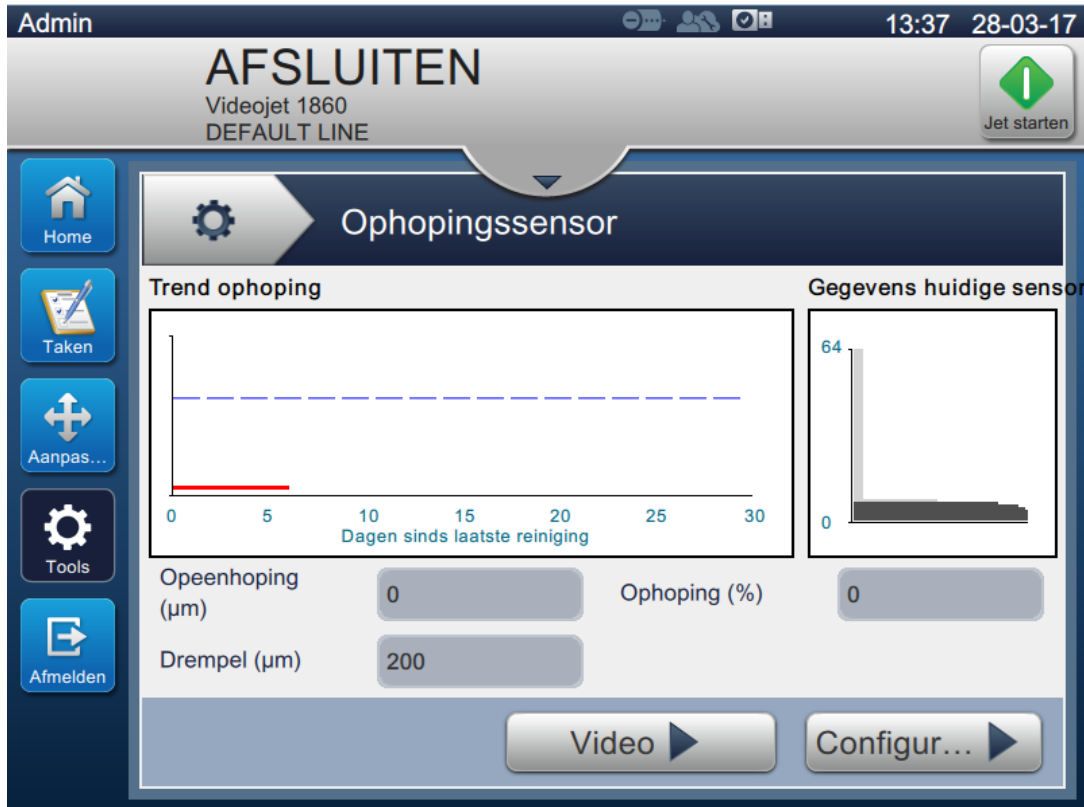 Admin
13:37 28-03-17
AFSLUITEN
Videojet 1860
DEFAULT LINE
Jet starten
Home
Ophopingssensor
Trend ophoping
Gegevens huidige sensor
Taken
64
Aanpas...
0 5 10 15 20 25 30
0
Dagen sinds laatste reiniging
Tools
Opeenhoping
(µm)
0
Ophoping (%)
0
Drempel (µm)
200
Afmelden
Video
Configur...